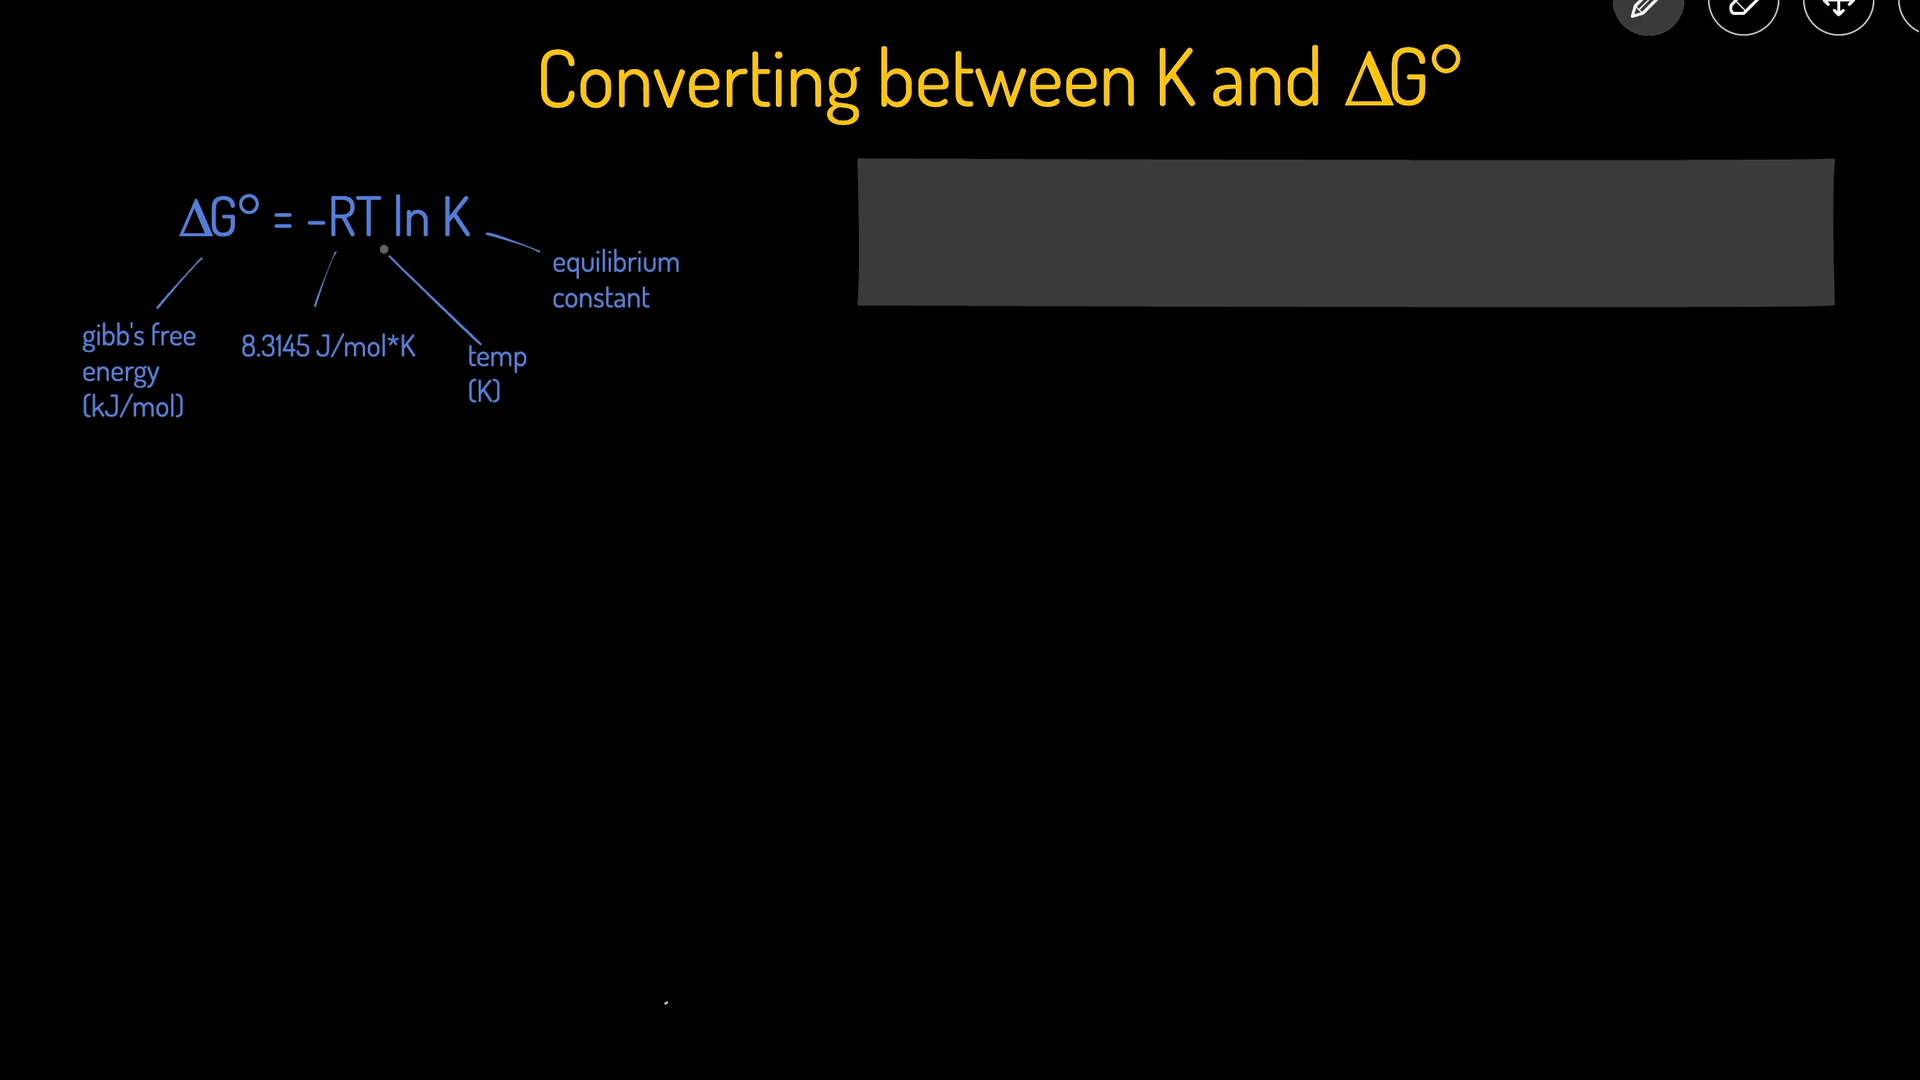 Converting between K and ΔG°
ΔG° = -RT ln K
equilibrium
constant
gibb's free
energy
(kJ/mol)
8.3145 J/mol*K
temp
(K)